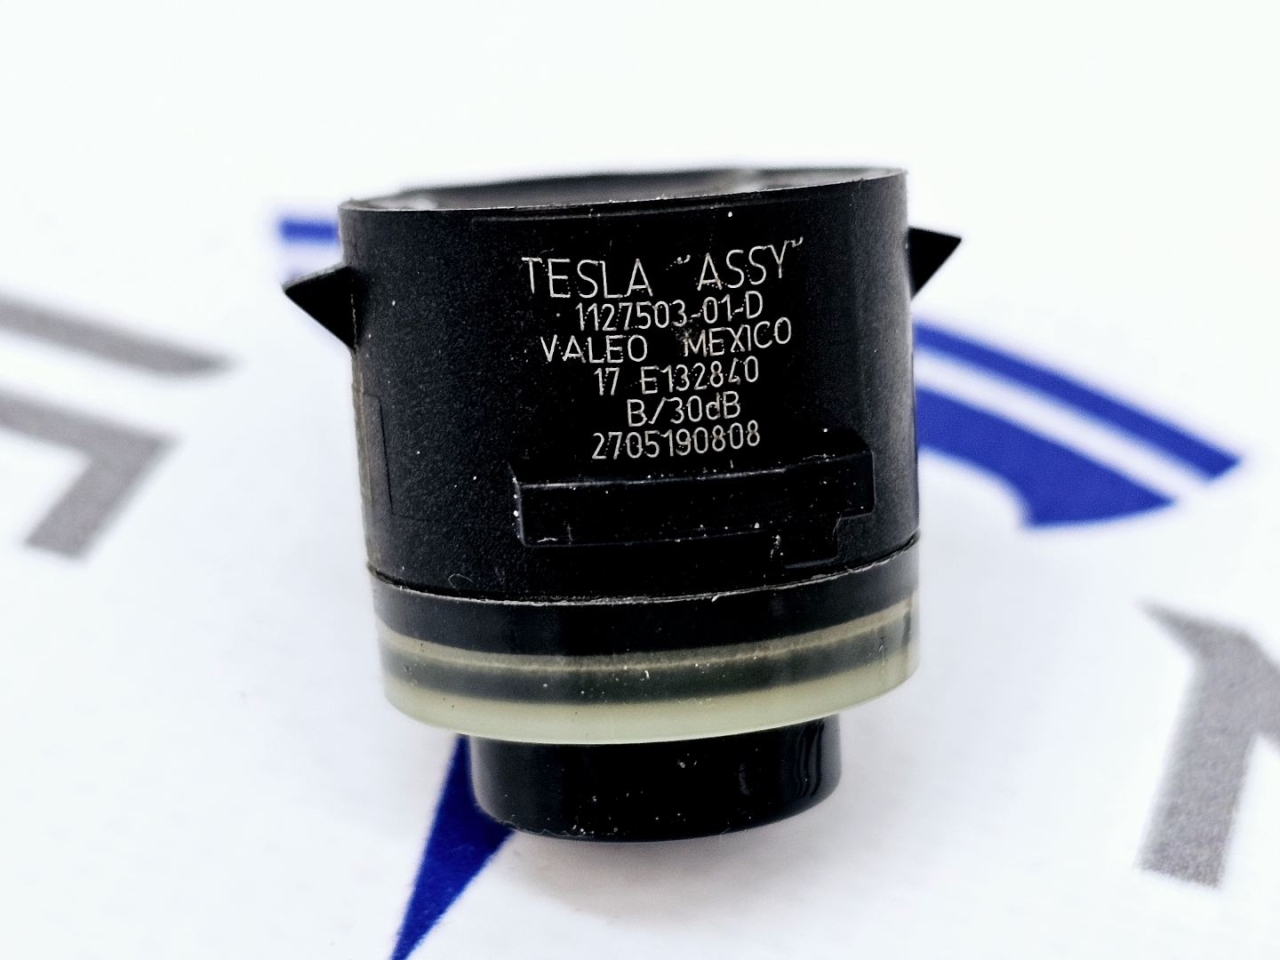 TESLA "ASSY"
1127503-01-D
VALEO MEXICO
17 E132840
B/30dB
2705190808